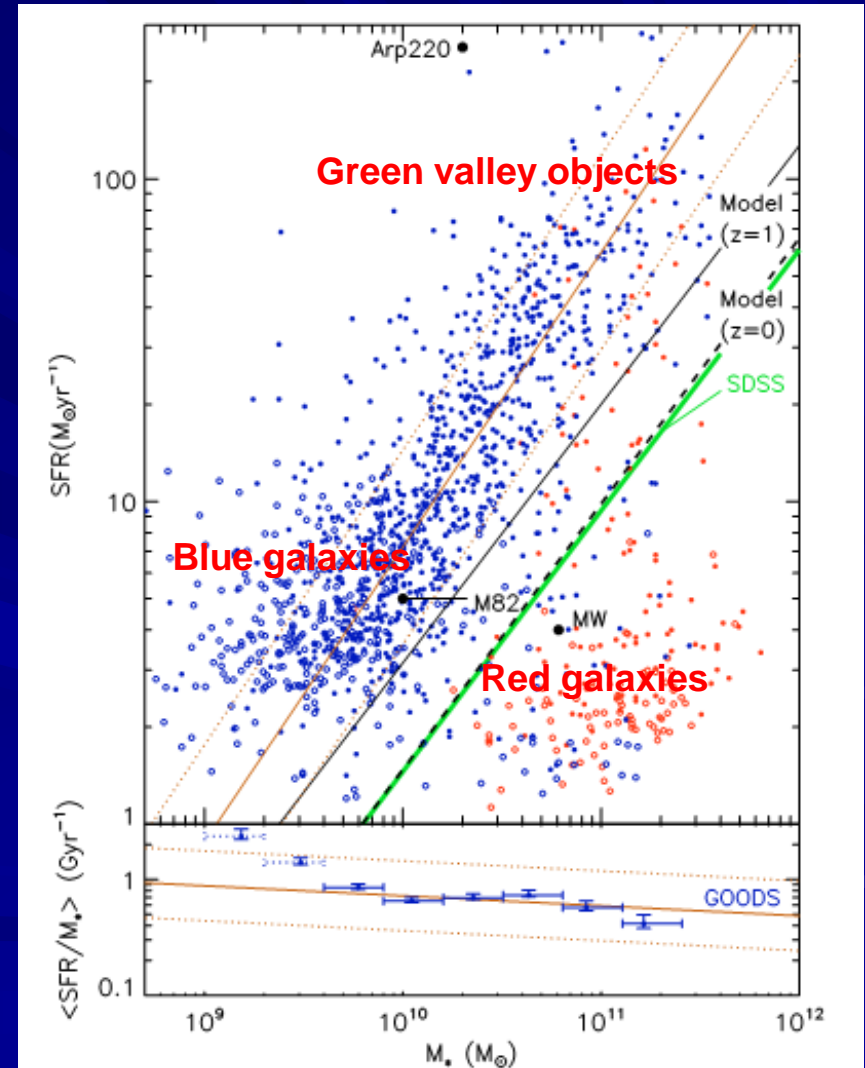 Arp220
Green valley objects
100
Model
(z=1)
Model
(z=0)
SDSS
SFR(M⊙yr⁻¹)
10
Blue galaxies
M82
MW
Red galaxies
1
<SFR/M*> (Gyr⁻¹)
1
GOODS
0.1
10⁹
10¹⁰
10¹¹
10¹²
M* (M⊙)